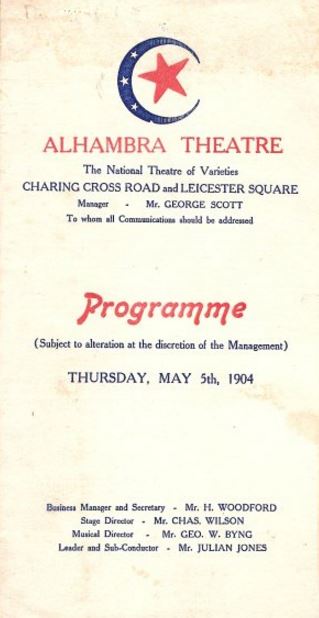 ALHAMBRA THEATRE
The National Theatre of Varieties
CHARING CROSS ROAD and LEICESTER SQUARE
Manager - Mr. GEORGE SCOTT
To whom all Communications should be addressed
Programme
(Subject to alteration at the discretion of the Management)
THURSDAY, MAY 5th, 1904
Business Manager and Secretary - Mr. H. WOODFORD
Stage Director - Mr. CHAS. WILSON
Musical Director - Mr. GEO. W. BYNG
Leader and Sub-Conductor - Mr. JULIAN JONES